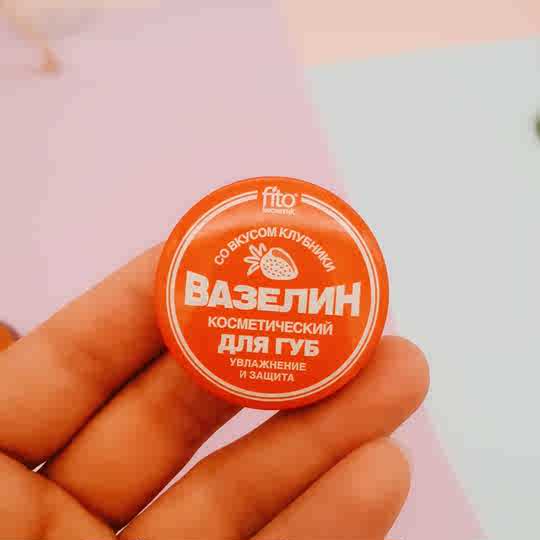 fito
косметик
СО ВКУСОМ КЛУБНИКИ
ВАЗЕЛИН
КОСМЕТИЧЕСКИЙ
ДЛЯ ГУБ
УВЛАЖНЕНИЕ
И ЗАЩИТА